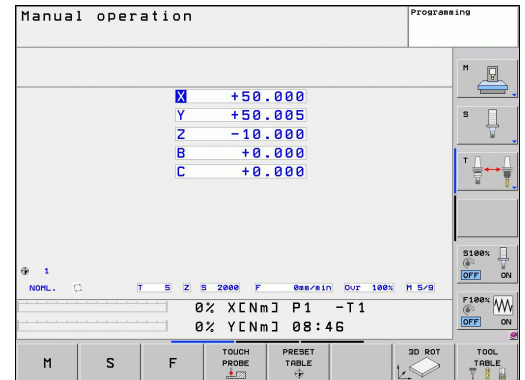 Manual operation
Programming
X +50.000
Y +50.005
Z -10.000
B +0.000
C +0.000
M
S
T
1
NOML. T 5 Z S 2000 F 0mm/min Ovr 100% M 5/9
0% X[Nm] P1 -T1
0% Y[Nm] 08:46
S100%
OFF ON
F100%
OFF ON
M S F TOUCH PROBE PRESET TABLE 3D ROT TOOL TABLE